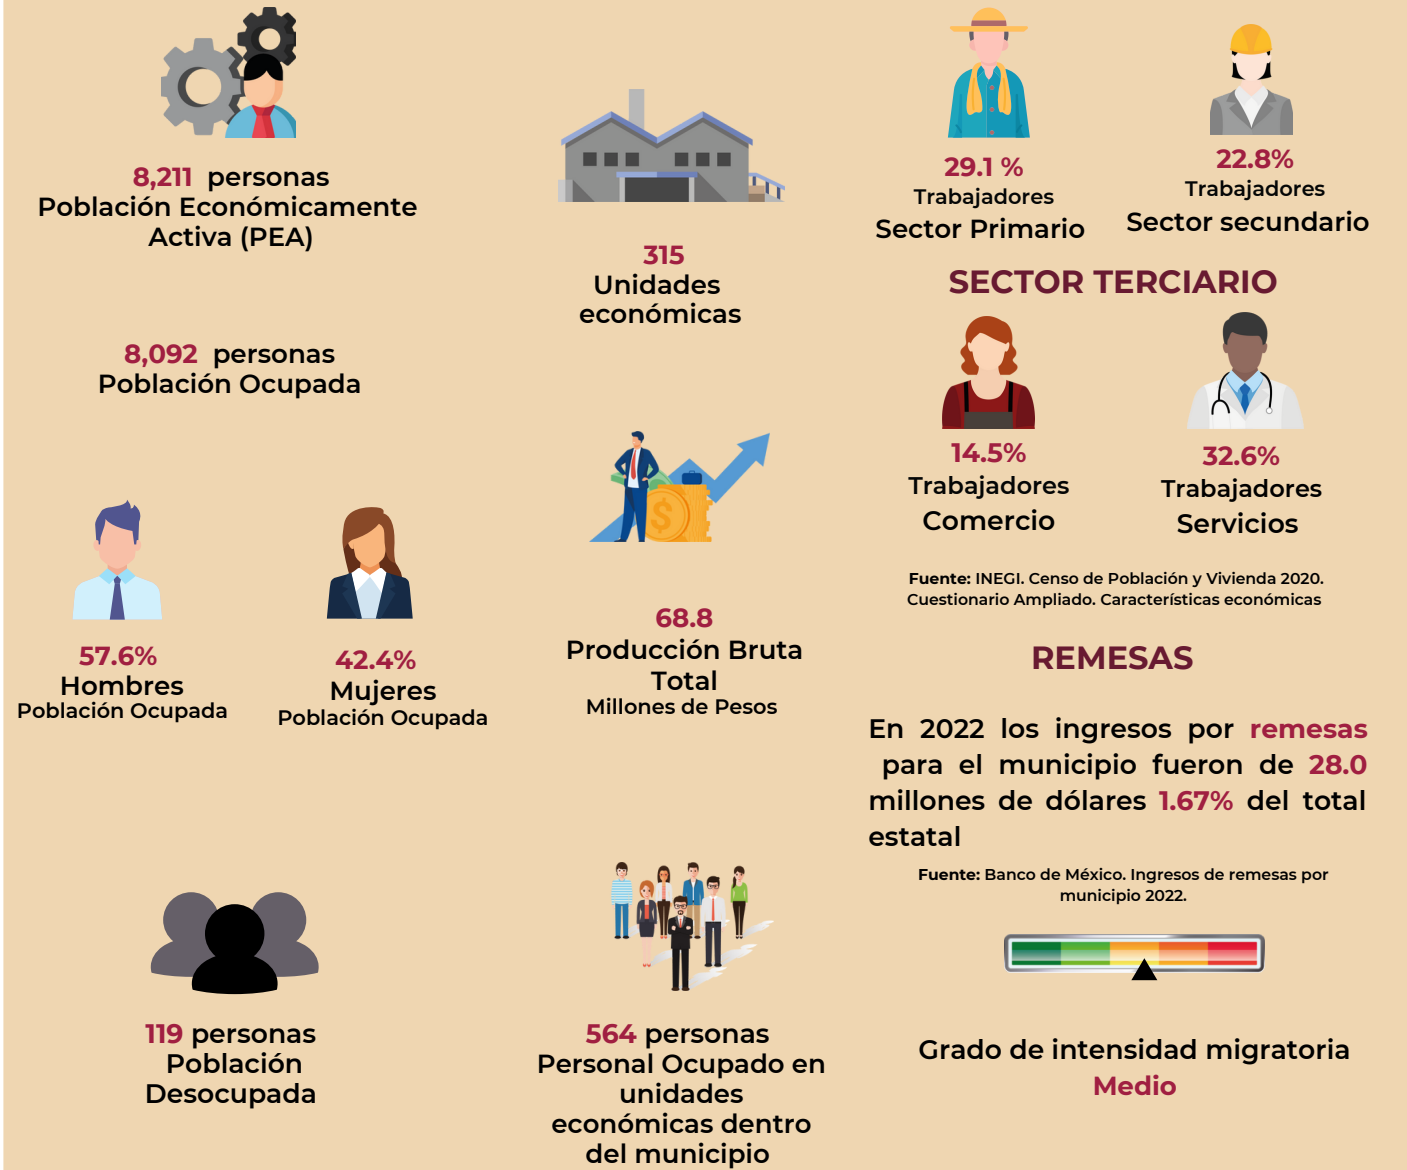 8,211 personas
Población Económicamente
Activa (PEA)
8,092 personas
Población Ocupada
57.6%
Hombres
Población Ocupada
42.4%
Mujeres
Población Ocupada
119 personas
Población
Desocupada
315
Unidades
económicas
$
68.8
Producción Bruta
Total
Millones de Pesos
564 personas
Personal Ocupado en
unidades
económicas dentro
del municipio
29.1 %
Trabajadores
Sector Primario
22.8%
Trabajadores
Sector secundario
SECTOR TERCIARIO
14.5%
Trabajadores
Comercio
32.6%
Trabajadores
Servicios
Fuente: INEGI. Censo de Población y Vivienda 2020.
Cuestionario Ampliado. Características económicas
REMESAS
En 2022 los ingresos por remesas
para el municipio fueron de 28.0
millones de dólares 1.67% del total
estatal
Fuente: Banco de México. Ingresos de remesas por
municipio 2022.
Grado de intensidad migratoria
Medio